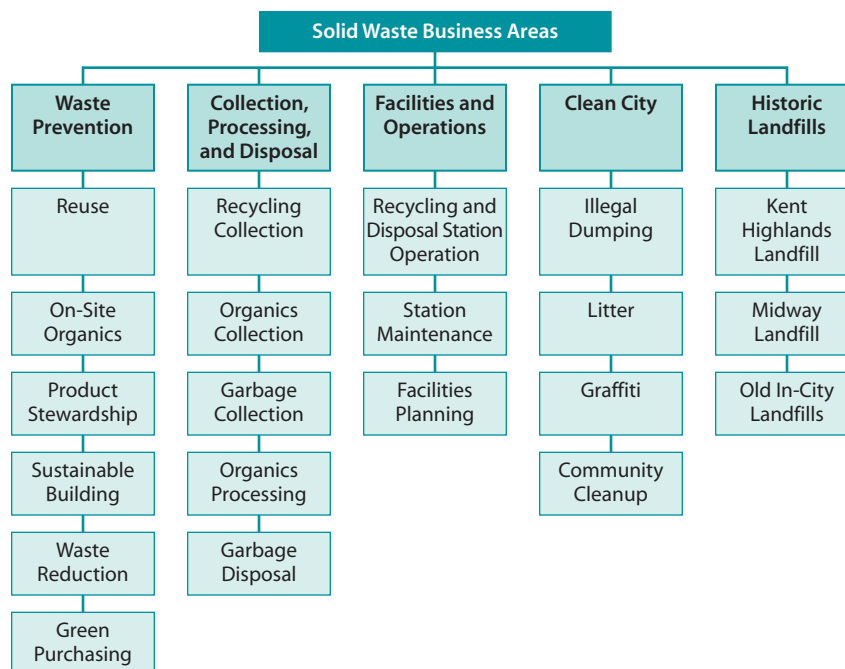 Solid Waste Business Areas
Waste
Prevention
Reuse
On-Site
Organics
Product
Stewardship
Sustainable
Building
Waste
Reduction
Green
Purchasing
Collection,
Processing,
and Disposal
Recycling
Collection
Organics
Collection
Garbage
Collection
Organics
Processing
Garbage
Disposal
Facilities and
Operations
Recycling and
Disposal Station
Operation
Station
Maintenance
Facilities
Planning
Clean City
Illegal
Dumping
Litter
Graffiti
Community
Cleanup
Historic
Landfills
Kent
Highlands
Landfill
Midway
Landfill
Old In-City
Landfills